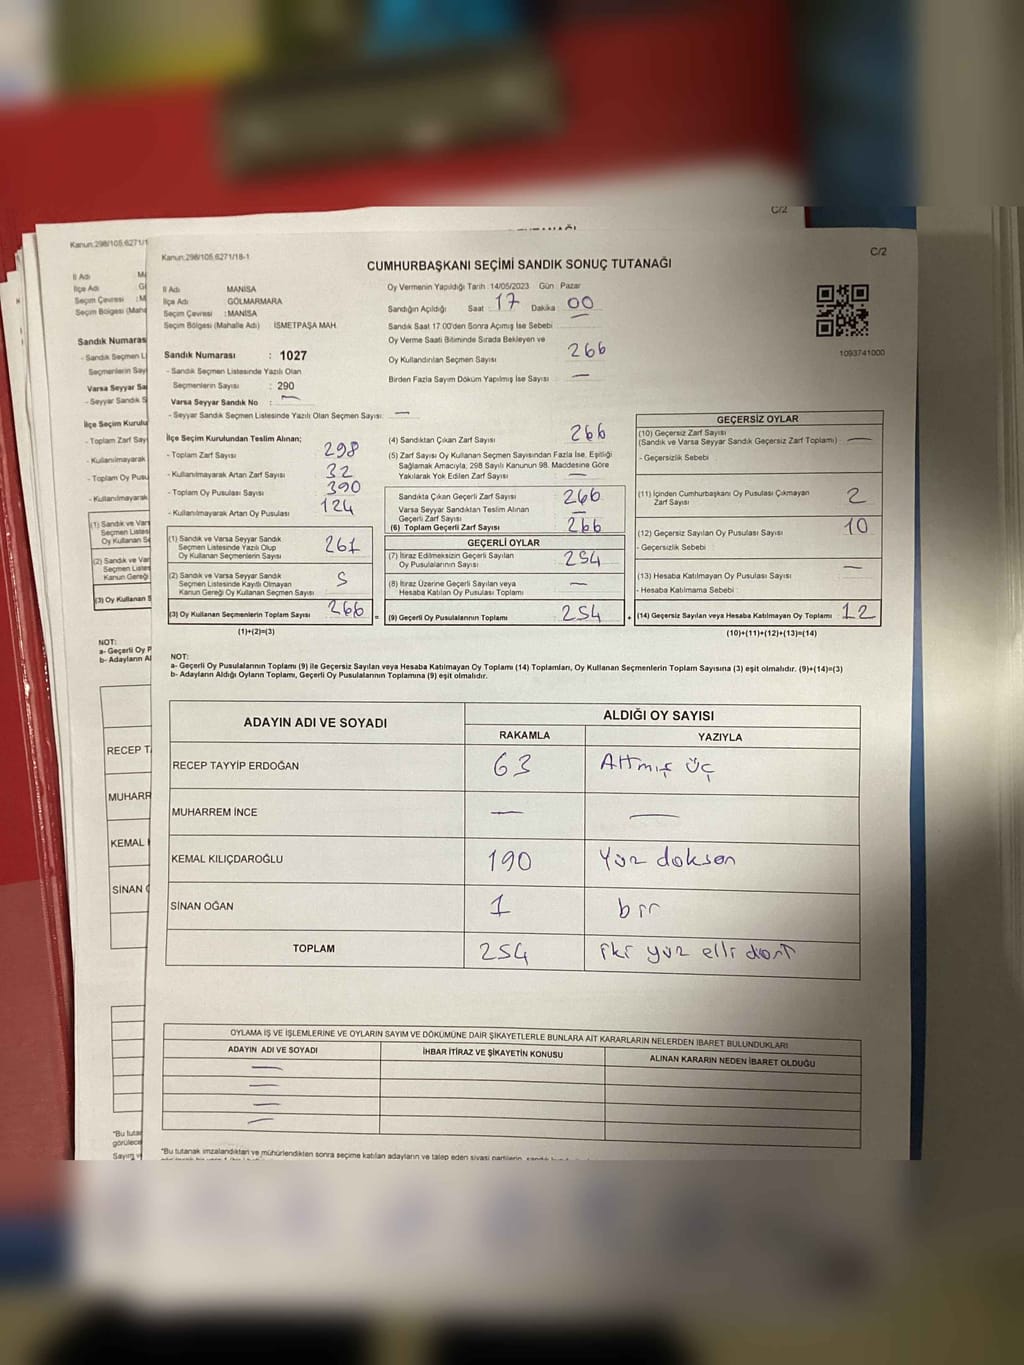 C/2
Kanun:298/105,6271/18-1
C/2
CUMHURBAŞKANI SEÇİMİ SANDIK SONUÇ TUTANAĞI
İl Adı MANİSA
İlçe Adı GÖLMARMARA
Seçim Çevresi : MANİSA
Seçim Bölgesi (Mahalle Adı) : İSMETPAŞA MAH.
Sandık Numarası : 1027
- Sandık Seçmen Listesinde Yazılı Olan
Seçmenlerin Sayısı : 290
Varsa Seyyar Sandık No : —
- Seyyar Sandık Seçmen Listesinde Yazılı Olan Seçmen Sayısı : —
Oy Vermenin Yapıldığı Tarih : 14/05/2023 Gün : Pazar
Sandığın Açıldığı Saat : 17 Dakika : 00
Sandık Saat 17.00'den Sonra Açımış İse Sebebi
Oy Verme Saati Bitiminde Sırada Bekleyen ve
Oy Kullandırılan Seçmen Sayısı 266
Birden Fazla Sayım Döküm Yapılmış İse Sayısı : —
1093741000
İlçe Seçim Kurulundan Teslim Alınan;
- Toplam Zarf Sayısı 298
- Kullanılmayarak Artan Zarf Sayısı 32
- Toplam Oy Pusulası Sayısı 390
- Kullanılmayarak Artan Oy Pusulası 124
(1) Sandık ve Varsa Seyyar Sandık
Seçmen Listesinde Yazılı Olup
Oy Kullanan Seçmenlerin Sayısı 261
(2) Sandık ve Varsa Seyyar Sandık
Seçmen Listesinde Kayıtlı Olmayan
Kanun Gereği Oy Kullanan Seçmen Sayısı 5
(3) Oy Kullanan Seçmenlerin Toplam Sayısı 266
(1)+(2)=(3)
(4) Sandıktan Çıkan Zarf Sayısı 266
(5) Zarf Sayısı Oy Kullanan Seçmen Sayısından Fazla İse, Eşitliği
Sağlamak Amacıyla, 298 Sayılı Kanunun 98. Maddesine Göre
Yakılarak Yok Edilen Zarf Sayısı —
Sandıkta Çıkan Geçerli Zarf Sayısı 266
Varsa Seyyar Sandıktan Teslim Alınan
Geçerli Zarf Sayısı —
(6) Toplam Geçerli Zarf Sayısı 266
GEÇERLİ OYLAR
(7) İtiraz Edilmeksizin Geçerli Sayılan
Oy Pusulalarının Sayısı 254
(8) İtiraz Üzerine Geçerli Sayılan veya
Hesaba Katılan Oy Pusulası Toplamı —
= (9) Geçerli Oy Pusulalarının Toplamı 254
GEÇERSİZ OYLAR
(10) Geçersiz Zarf Sayısı
(Sandık ve Varsa Seyyar Sandık Geçersiz Zarf Toplamı) —
- Geçersizlik Sebebi
(11) İçinden Cumhurbaşkanı Oy Pusulası Çıkmayan
Zarf Sayısı 2
(12) Geçersiz Sayılan Oy Pusulası Sayısı 10
- Geçersizlik Sebebi
(13) Hesaba Katılmayan Oy Pusulası Sayısı —
- Hesaba Katılmama Sebebi
+ (14) Geçersiz Sayılan veya Hesaba Katılmayan Oy Toplamı 12
(10)+(11)+(12)+(13)=(14)
NOT:
a- Geçerli Oy Pusulalarının Toplamı (9) ile Geçersiz Sayılan veya Hesaba Katılmayan Oy Toplamı (14) Toplamları, Oy Kullanan Seçmenlerin Toplam Sayısına (3) eşit olmalıdır. (9)+(14)=(3)
b- Adayların Aldığı Oyların Toplamı, Geçerli Oy Pusulalarının Toplamına (9) eşit olmalıdır.
ADAYIN ADI VE SOYADI ALDIĞI OY SAYISI
RAKAMLA YAZIYLA
RECEP TAYYİP ERDOĞAN 63 Altmış üç
MUHARREM İNCE — —
KEMAL KILIÇDAROĞLU 190 Yüz doksan
SİNAN OĞAN 1 bir
TOPLAM 254 iki yüz elli dört
OYLAMA İŞ VE İŞLEMLERİNE VE OYLARIN SAYIM VE DÖKÜMÜNE DAİR ŞİKAYETLERLE BUNLARA AİT KARARLARIN NELERDEN İBARET BULUNDUKLARI
ADAYIN ADI VE SOYADI İHBAR İTİRAZ VE ŞİKAYETİN KONUSU ALINAN KARARIN NEDEN İBARET OLDUĞU
—
—
—
—
"Bu tutanak imzalandıktan ve mühürlendikten sonra seçime katılan adayların ve talep eden siyasi partilerin,